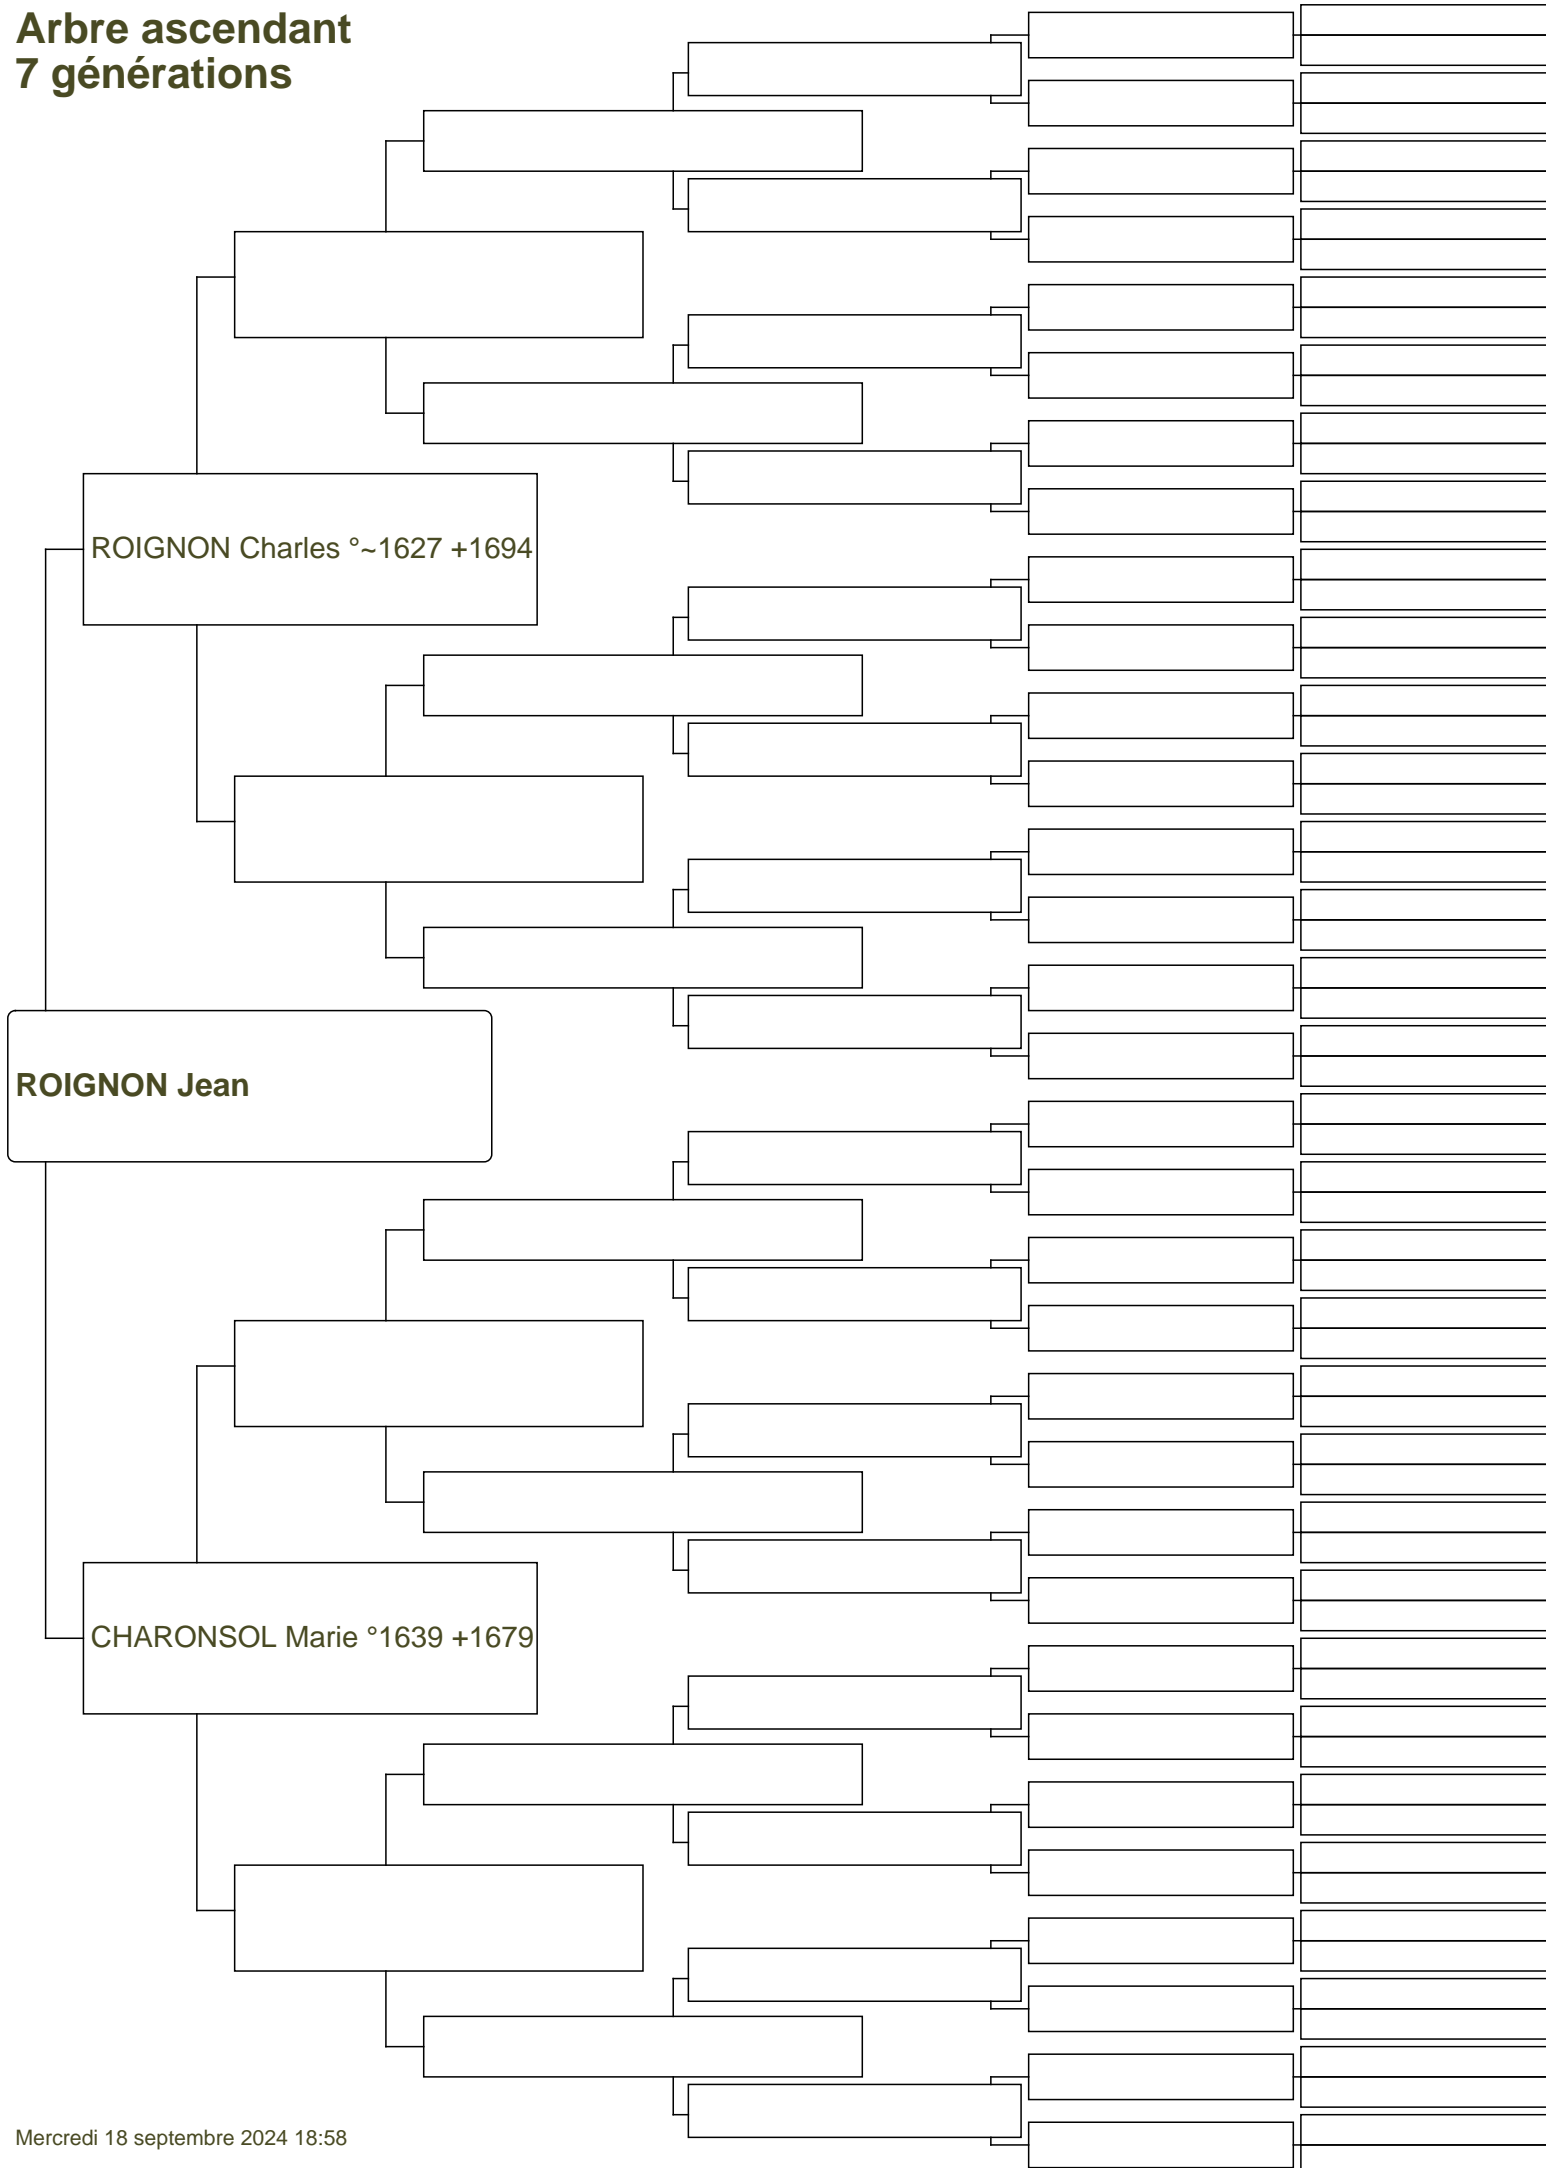 Arbre ascendant
7 générations
ROIGNON Charles °~1627 +1694
ROIGNON Jean
CHARONSOL Marie °1639 +1679
Mercredi 18 septembre 2024 18:58